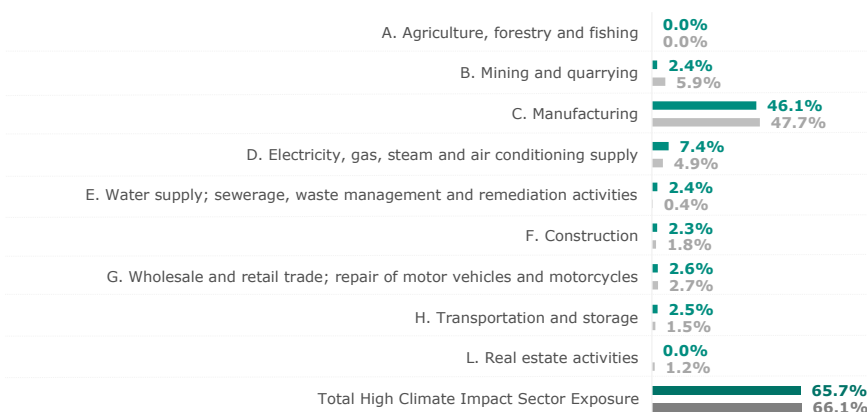 A. Agriculture, forestry and fishing
0.0%
0.0%
B. Mining and quarrying
2.4%
5.9%
C. Manufacturing
46.1%
47.7%
D. Electricity, gas, steam and air conditioning supply
7.4%
4.9%
E. Water supply; sewerage, waste management and remediation activities
2.4%
0.4%
F. Construction
2.3%
1.8%
G. Wholesale and retail trade; repair of motor vehicles and motorcycles
2.6%
2.7%
H. Transportation and storage
2.5%
1.5%
L. Real estate activities
0.0%
1.2%
Total High Climate Impact Sector Exposure
65.7%
66.1%